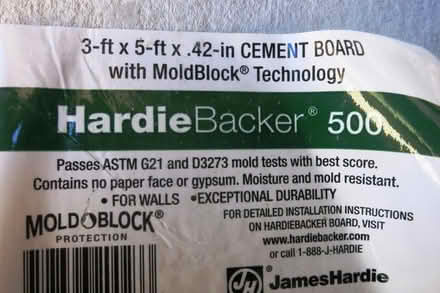 3-ft x 5-ft x .42-in CEMENT BOARD
with MoldBlock® Technology
HardieBacker® 500
Passes ASTM G21 and D3273 mold tests with best score.
Contains no paper face or gypsum. Moisture and mold resistant.
• FOR WALLS • EXCEPTIONAL DURABILITY
MOLDBLOCK®
PROTECTION
FOR DETAILED INSTALLATION INSTRUCTIONS
ON HARDIEBACKER BOARD, VISIT
www.hardiebacker.com
or call 1-888-J-HARDIE
JH JamesHardie